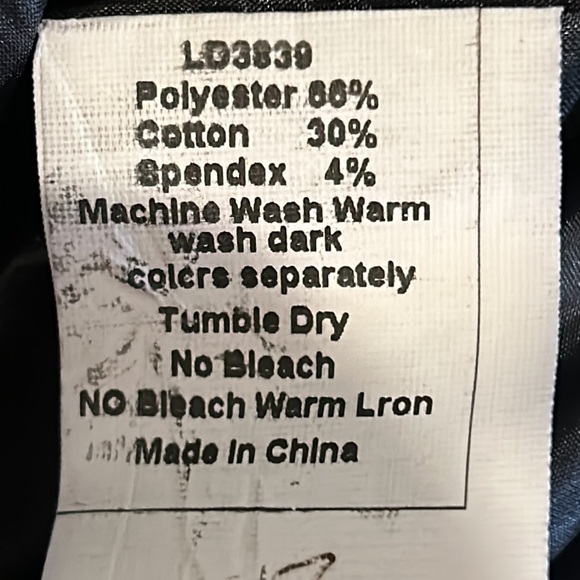 LD3839
Polyester 66%
Cotton 30%
Spendex 4%
Machine Wash Warm
wash dark
colors separately
Tumble Dry
No Bleach
NO Bleach Warm Lron
Made In China